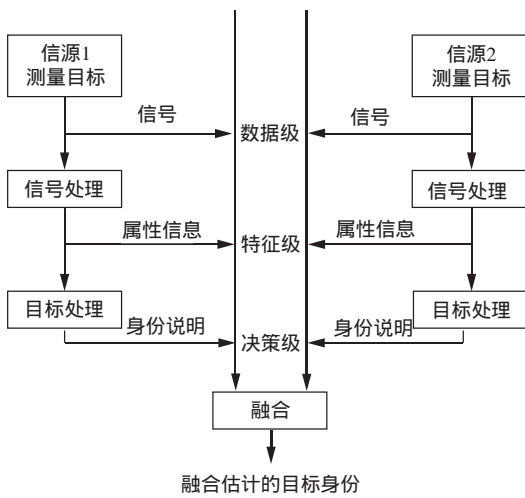 信源1
测量目标
信源2
测量目标
信号
数据级
信号
信号处理
信号处理
属性信息
特征级
属性信息
目标处理
目标处理
身份说明
决策级
身份说明
融合
融合估计的目标身份